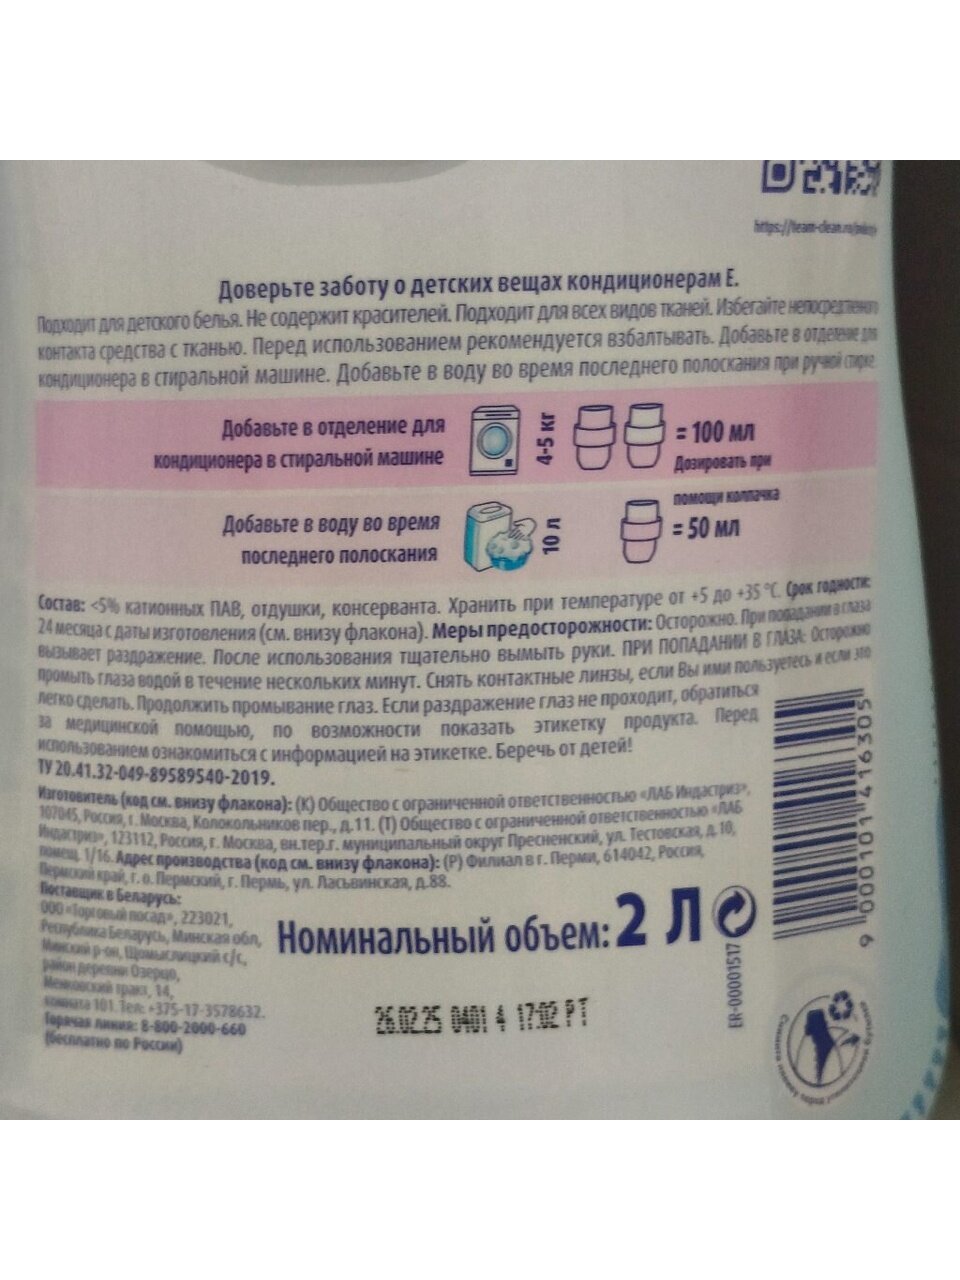 Доверьте заботу о детских вещах кондиционерам Е.
Подходит для детского белья. Не содержит красителей. Подходит для всех видов тканей. Избегайте непосредственного
контакта средства с тканью. Перед использованием рекомендуется взбалтывать. Добавьте в отделение для
кондиционера в стиральной машине. Добавьте в воду во время последнего полоскания при ручной стирке
Добавьте в отделение для
кондиционера в стиральной машине
4-5 кг
= 100 мл
Дозировать при
помощи колпачка
Добавьте в воду во время
последнего полоскания
10 л
= 50 мл
Состав: <5% катионных ПАВ, отдушки, консерванта. Хранить при температуре от +5 до +35 °C. Срок годности:
24 месяца с даты изготовления (см. внизу флакона). Меры предосторожности: Осторожно. При попадании в глаза
вызывает раздражение. После использования тщательно вымыть руки. ПРИ ПОПАДАНИИ В ГЛАЗА: Осторожно
промыть глаза водой в течение нескольких минут. Снять контактные линзы, если Вы ими пользуетесь и если это
легко сделать. Продолжить промывание глаз. Если раздражение глаз не проходит, обратиться
за медицинской помощью, по возможности показать этикетку продукта. Перед
использованием ознакомиться с информацией на этикетке. Беречь от детей!
ТУ 20.41.32-049-89589540-2019.
Изготовитель (код см. внизу флакона): (К) Общество с ограниченной ответственностью «ЛАБ Индастриз»,
107045, Россия, г. Москва, Колокольников пер., д.11. (Т) Общество с ограниченной ответственностью «ЛАБ
Индастриз», 123112, Россия, г. Москва, вн.тер.г. муниципальный округ Пресненский, ул. Тестовская, д.10,
помещ. 1/16. Адрес производства (код см. внизу флакона): (Р) Филиал в г. Перми, 614042, Россия,
Пермский край, г. о. Пермский, г. Пермь, ул. Ласьвинская, д.88.
Поставщик в Беларусь:
ООО «Торговый посад», 223021,
Республика Беларусь, Минская обл,
Минский р-он, Щомыслицкий с/с,
район деревни Озерцо,
Менковский тракт, 14,
комната 101. Тел: +375-17-3578632.
Горячая линия: 8-800-2000-660
(бесплатно по России)
Номинальный объем: 2 Л
26.02.25 0401 4 17:02 РТ
ER-00001517
9 000101 416305